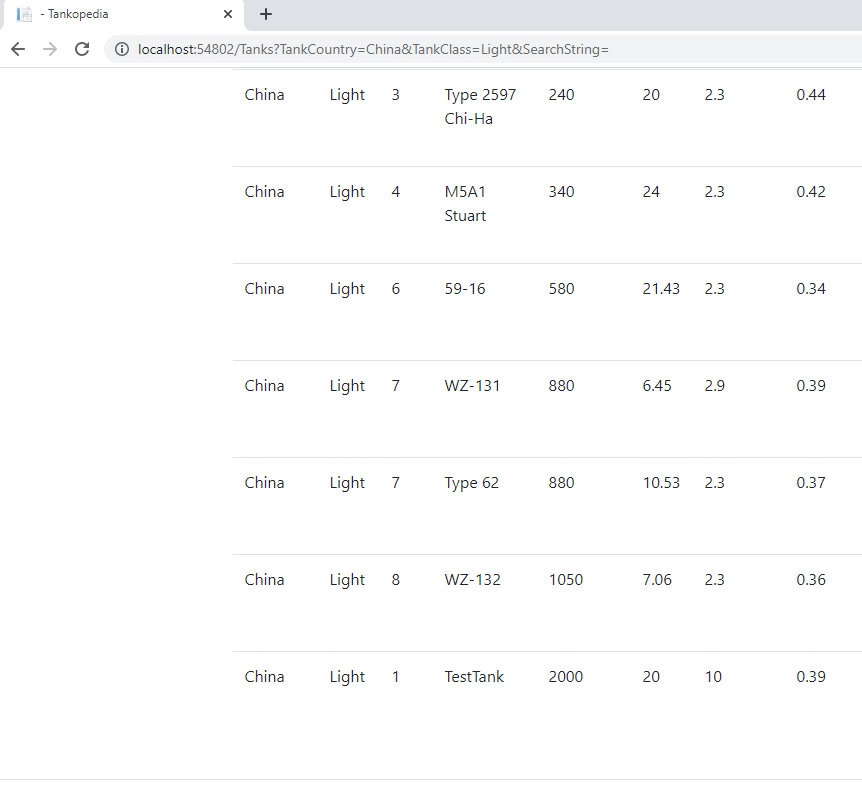 - Tankopedia
localhost:54802/Tanks?TankCountry=China&TankClass=Light&SearchString=
China Light 3 Type 2597 240 20 2.3 0.44
Chi-Ha
China Light 4 M5A1 340 24 2.3 0.42
Stuart
China Light 6 59-16 580 21.43 2.3 0.34
China Light 7 WZ-131 880 6.45 2.9 0.39
China Light 7 Type 62 880 10.53 2.3 0.37
China Light 8 WZ-132 1050 7.06 2.3 0.36
China Light 1 TestTank 2000 20 10 0.39